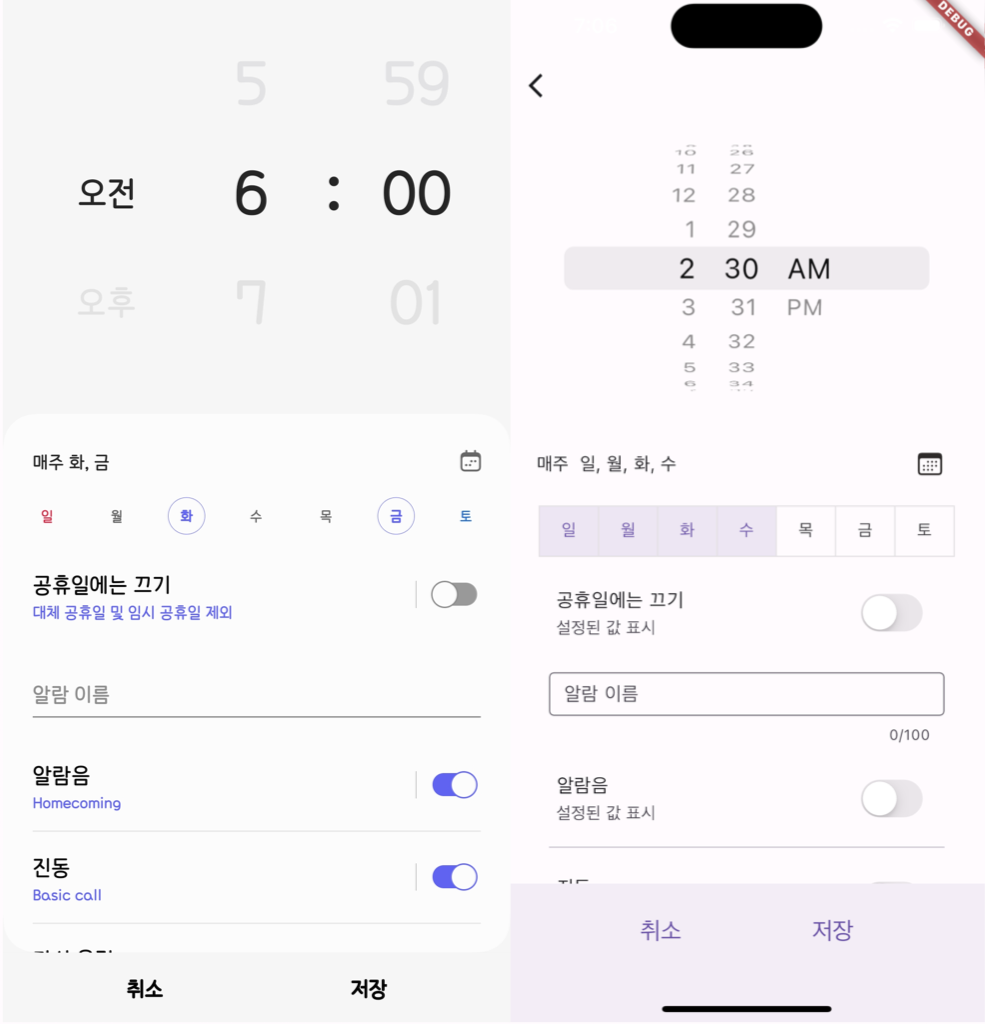 5 59
오전 6 : 00
오후 7 01
매주 화, 금
일 월 화 수 목 금 토
공휴일에는 끄기
대체 공휴일 및 임시 공휴일 제외
알람 이름
알람음
Homecoming
진동
Basic call
취소 저장
DEBUG
10 26
11 27
12 28
1 29
2 30 AM
3 31 PM
4 32
5 33
6 34
매주 일, 월, 화, 수
일 월 화 수 목 금 토
공휴일에는 끄기
설정된 값 표시
알람 이름
0/100
알람음
설정된 값 표시
취소 저장